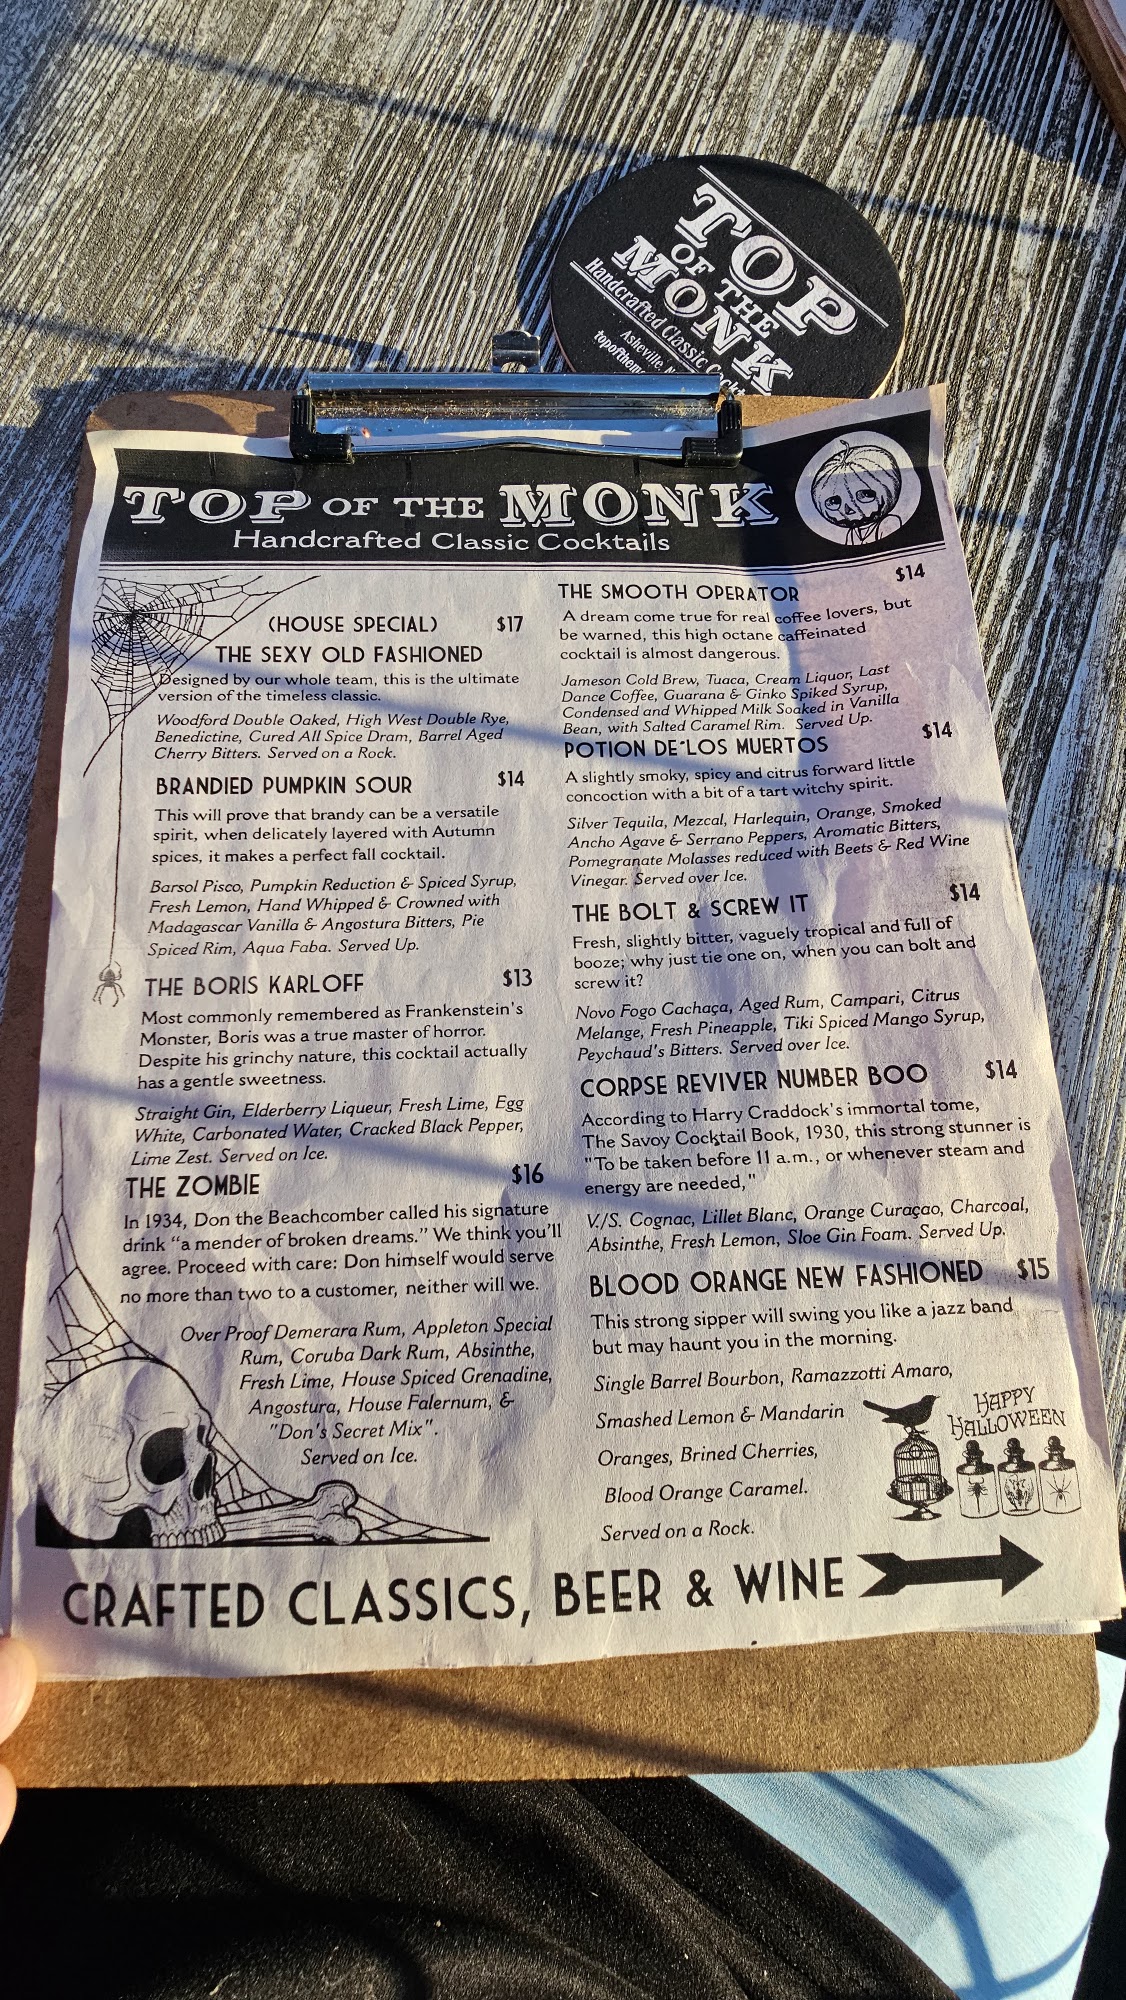 TOP
OF THE
MONK
Handcrafted Classic
Asheville,
TOP OF THE MONK
Handcrafted Classic Cocktails
(HOUSE SPECIAL) $17
THE SEXY OLD FASHIONED
Designed by our whole team, this is the ultimate
version of the timeless classic.
Woodford Double Oaked, High West Double Rye,
Benedictine, Cured All Spice Dram, Barrel Aged
Cherry Bitters. Served on a Rock.
BRANDIED PUMPKIN SOUR $14
This will prove that brandy can be a versatile
spirit, when delicately layered with Autumn
spices, it makes a perfect fall cocktail.
Barsol Pisco, Pumpkin Reduction & Spiced Syrup,
Fresh Lemon, Hand Whipped & Crowned with
Madagascar Vanilla & Angostura Bitters, Pie
Spiced Rim, Aqua Faba. Served Up.
THE BORIS KARLOFF $13
Most commonly remembered as Frankenstein's
Monster, Boris was a true master of horror.
Despite his grinchy nature, this cocktail actually
has a gentle sweetness.
Straight Gin, Elderberry Liqueur, Fresh Lime, Egg
White, Carbonated Water, Cracked Black Pepper,
Lime Zest. Served on Ice.
THE ZOMBIE $16
In 1934, Don the Beachcomber called his signature
drink "a mender of broken dreams." We think you'll
agree. Proceed with care: Don himself would serve
no more than two to a customer, neither will we.
Over Proof Demerara Rum, Appleton Special
Rum, Coruba Dark Rum, Absinthe,
Fresh Lime, House Spiced Grenadine,
Angostura, House Falernum, &
"Don's Secret Mix".
Served on Ice.
THE SMOOTH OPERATOR $14
A dream come true for real coffee lovers, but
be warned, this high octane caffeinated
cocktail is almost dangerous.
Jameson Cold Brew, Tuaca, Cream Liquor, Last
Dance Coffee, Guarana & Ginko Spiked Syrup,
Condensed and Whipped Milk Soaked in Vanilla
Bean, with Salted Caramel Rim. Served Up.
POTION DE LOS MUERTOS $14
A slightly smoky, spicy and citrus forward little
concoction with a bit of a tart witchy spirit.
Silver Tequila, Mezcal, Harlequin, Orange, Smoked
Ancho Agave & Serrano Peppers, Aromatic Bitters,
Pomegranate Molasses reduced with Beets & Red Wine
Vinegar. Served over Ice.
THE BOLT & SCREW IT $14
Fresh, slightly bitter, vaguely tropical and full of
booze; why just tie one on, when you can bolt and
screw it?
Novo Fogo Cachaça, Aged Rum, Campari, Citrus
Melange, Fresh Pineapple, Tiki Spiced Mango Syrup,
Peychaud's Bitters. Served over Ice.
CORPSE REVIVER NUMBER BOO $14
According to Harry Craddock's immortal tome,
The Savoy Cocktail Book, 1930, this strong stunner is
"To be taken before 11 a.m., or whenever steam and
energy are needed,"
V./S. Cognac, Lillet Blanc, Orange Curaçao, Charcoal,
Absinthe, Fresh Lemon, Sloe Gin Foam. Served Up.
BLOOD ORANGE NEW FASHIONED $15
This strong sipper will swing you like a jazz band
but may haunt you in the morning.
Single Barrel Bourbon, Ramazzotti Amaro,
Smashed Lemon & Mandarin
Oranges, Brined Cherries,
Blood Orange Caramel.
Served on a Rock.
HAPPY
HALLOWEEN
CRAFTED CLASSICS, BEER & WINE